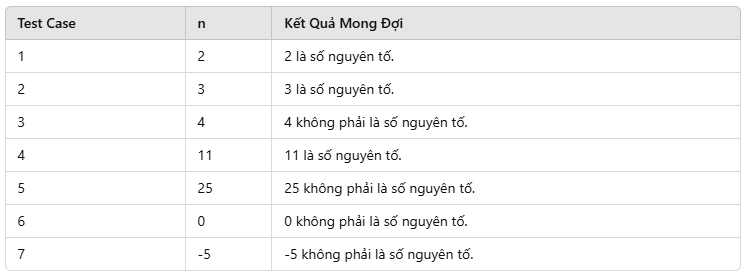 Test Case n Kết Quả Mong Đợi
1 2 2 là số nguyên tố.
2 3 3 là số nguyên tố.
3 4 4 không phải là số nguyên tố.
4 11 11 là số nguyên tố.
5 25 25 không phải là số nguyên tố.
6 0 0 không phải là số nguyên tố.
7 -5 -5 không phải là số nguyên tố.